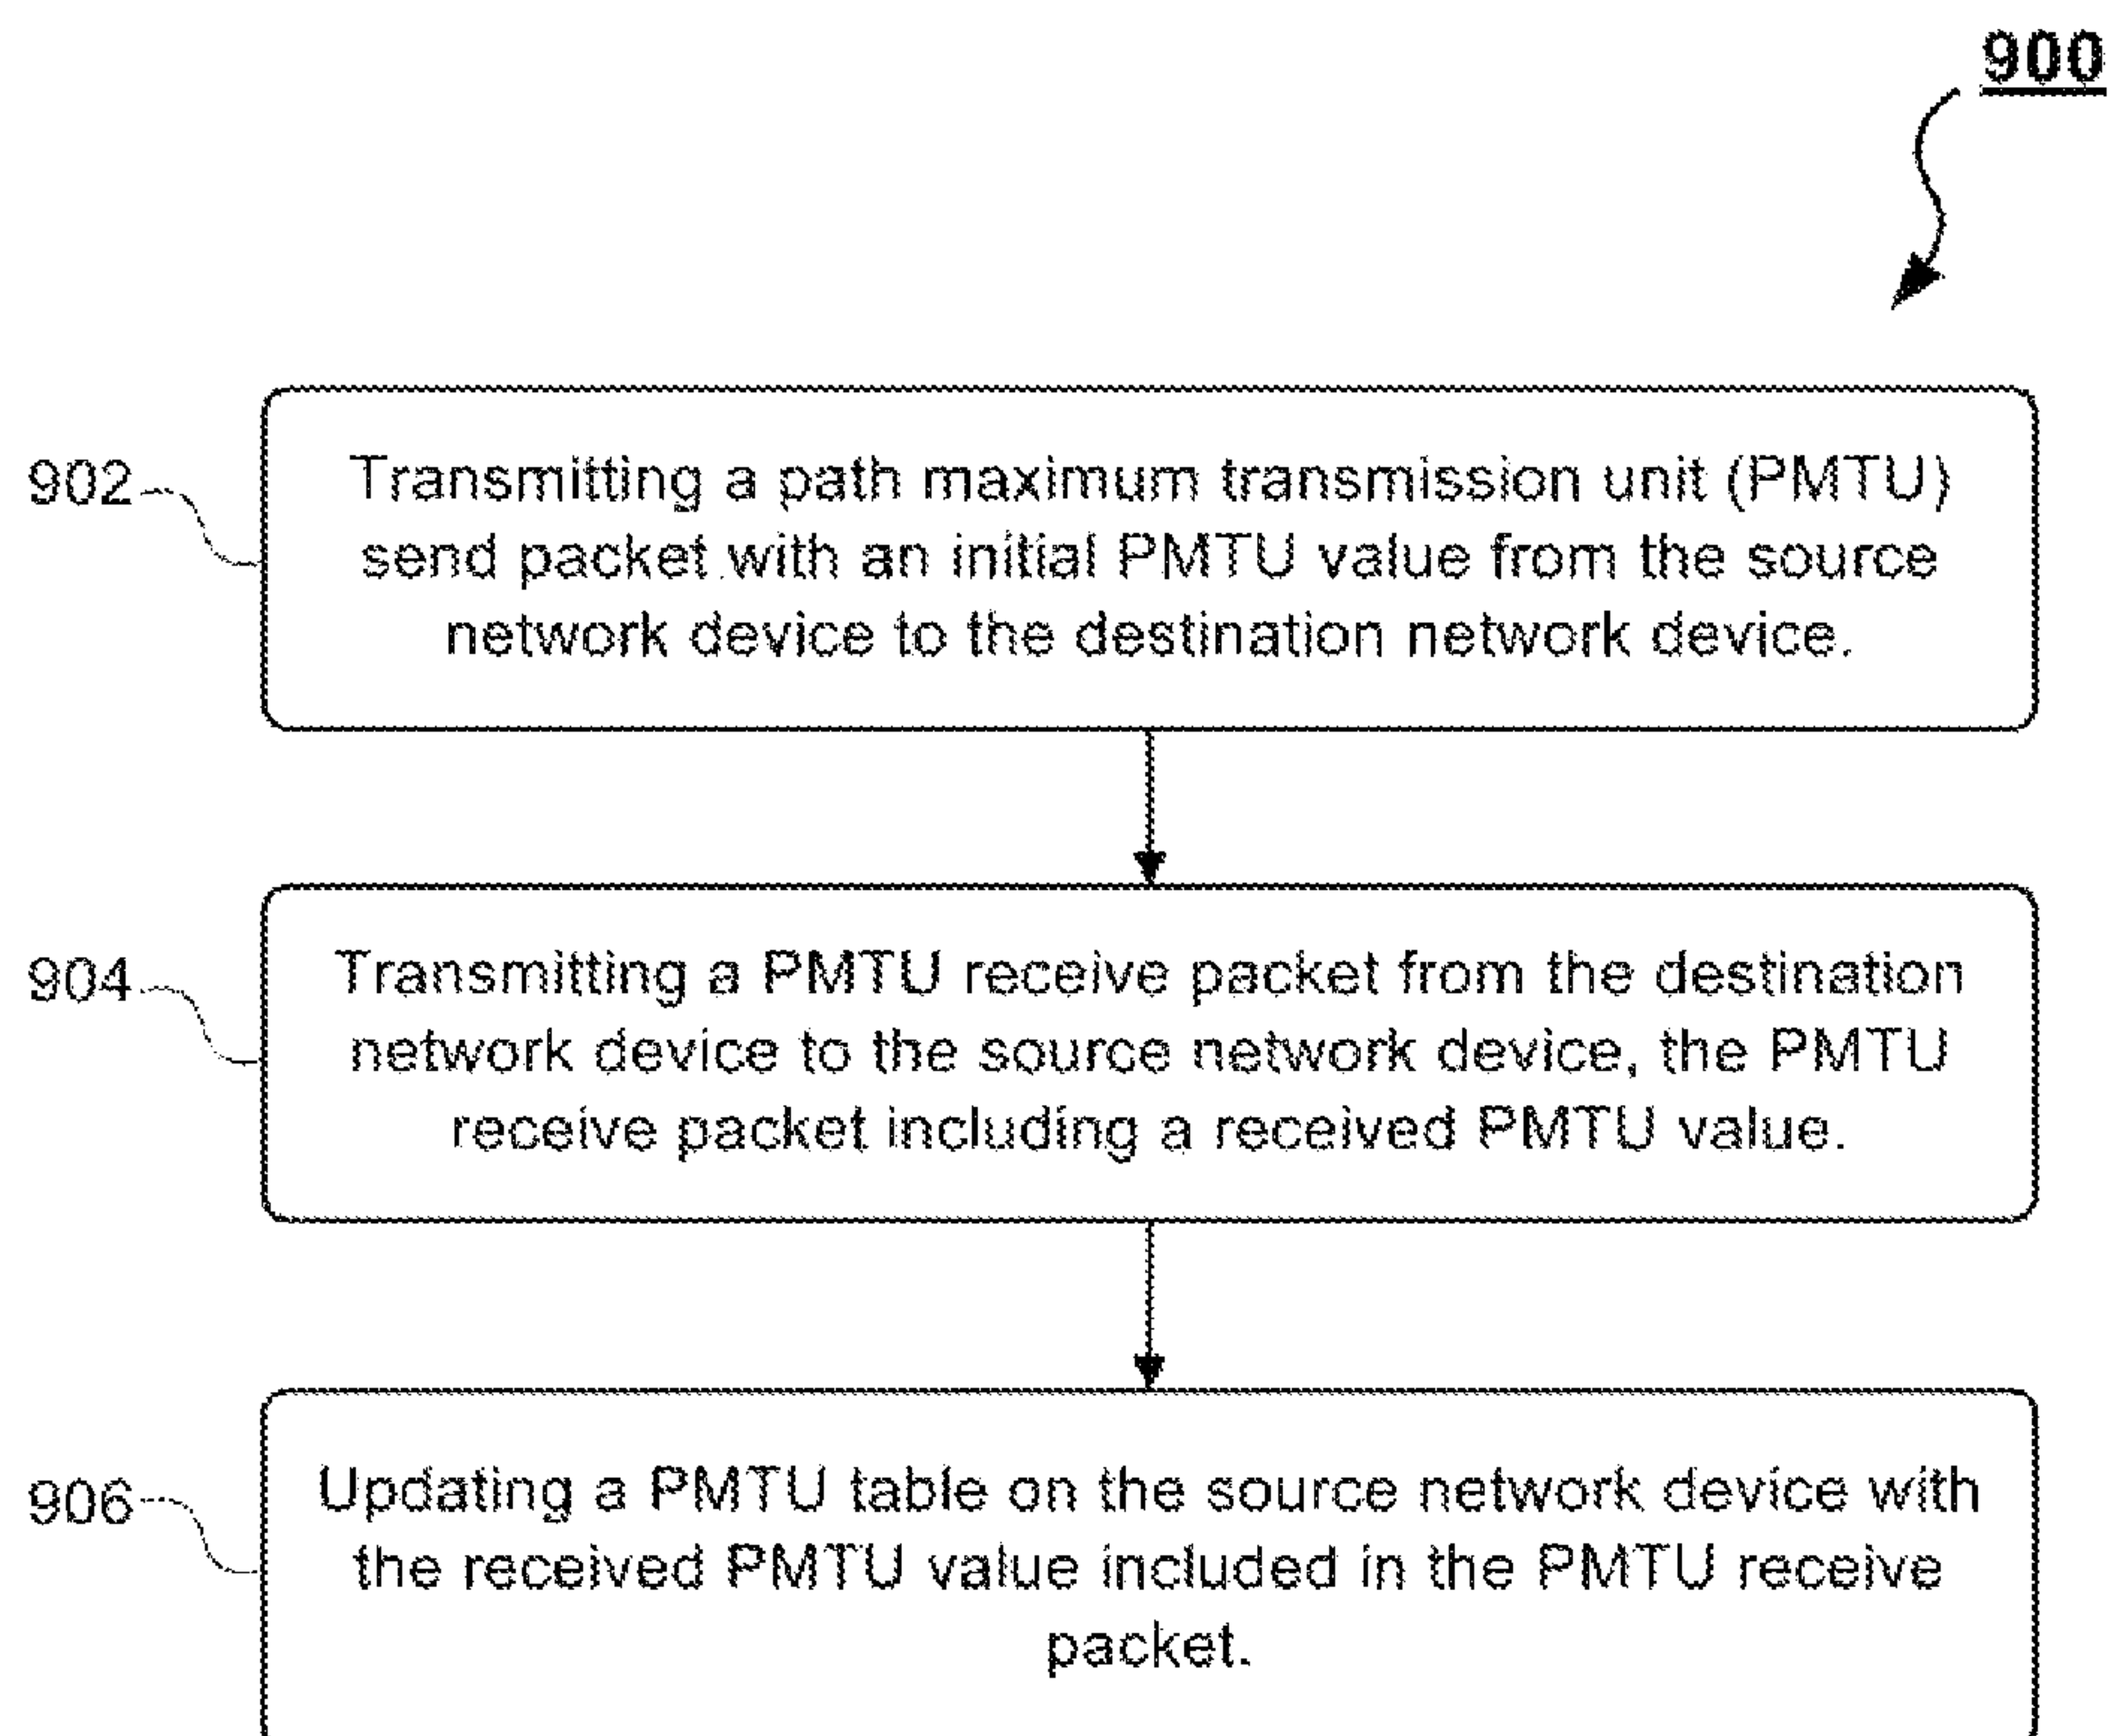 900
902
Transmitting a path maximum transmission unit (PMTU)
send packet with an initial PMTU value from the source
network device to the destination network device.
904
Transmitting a PMTU receive packet from the destination
network device to the source network device, the PMTU
receive packet including a received PMTU value.
906
Updating a PMTU table on the source network device with
the received PMTU value included in the PMTU receive
packet.